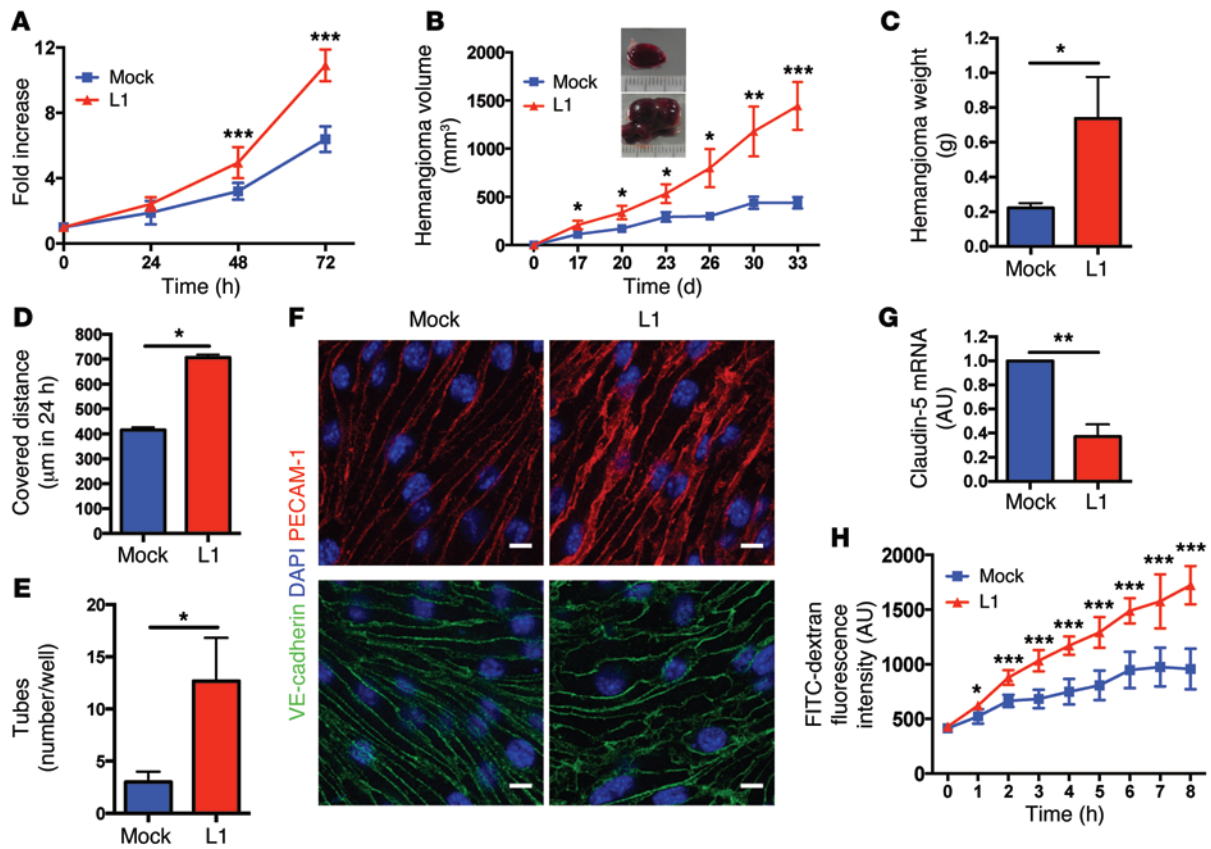 A
Fold increase
12
8
4
0
Mock
L1
***
***
0 24 48 72
Time (h)
B
Hemangioma volume
(mm³)
2000
1500
1000
500
0
Mock
L1
* * * * ** ***
0 17 20 23 26 30 33
Time (d)
C
Hemangioma weight
(g)
1.2
1.0
0.8
0.6
0.4
0.2
0.0
*
Mock L1
D
Covered distance
(μm in 24 h)
800
700
600
500
400
300
200
100
0
*
Mock L1
E
Tubes
(number/well)
20
15
10
5
0
*
Mock L1
F
Mock L1
VE-cadherin DAPI PECAM-1
G
Claudin-5 mRNA
(AU)
1.2
1.0
0.8
0.6
0.4
0.2
0
**
Mock L1
H
FITC-dextran
fluorescence
intensity (AU)
2000
1500
1000
500
0
Mock
L1
* *** *** *** *** *** *** ***
0 1 2 3 4 5 6 7 8
Time (h)